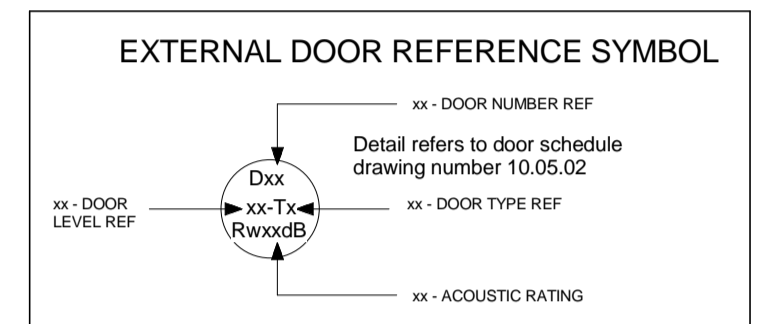 EXTERNAL DOOR REFERENCE SYMBOL
xx - DOOR NUMBER REF
Detail refers to door schedule
drawing number 10.05.02
Dxx
xx - DOOR
LEVEL REF
xx-Tx
xx - DOOR TYPE REF
RwxxdB
xx - ACOUSTIC RATING